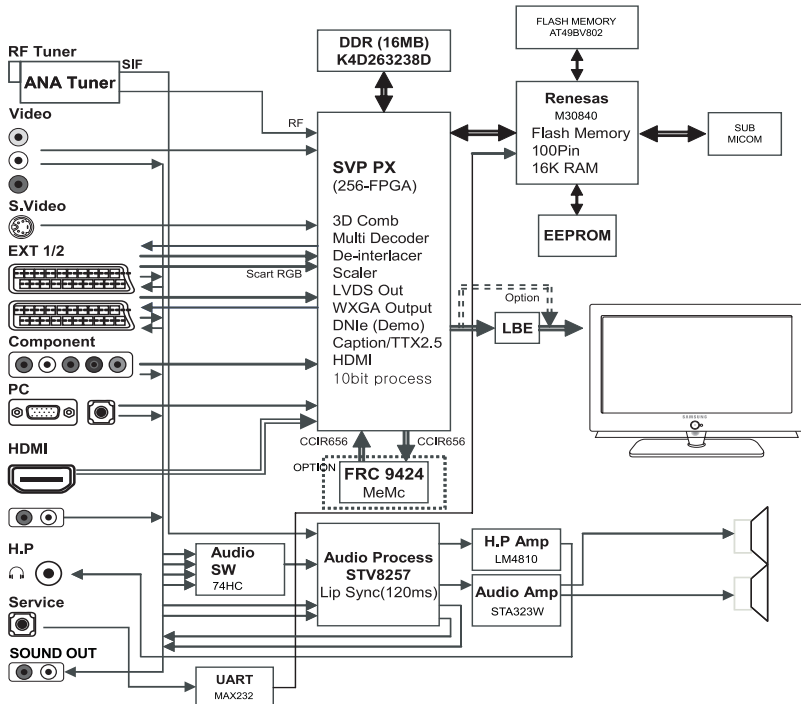 RF Tuner
SIF
ANA Tuner
Video
S.Video
EXT 1/2
Scart RGB
Component
PC
HDMI
H.P
Service
SOUND OUT
DDR (16MB)
K4D263238D
RF
SVP PX
(256-FPGA)
3D Comb
Multi Decoder
De-interlacer
Scaler
LVDS Out
WXGA Output
DNIe (Demo)
Caption/TTX2.5
HDMI
10bit process
CCIR656
CCIR656
OPTION
FRC 9424
MeMc
FLASH MEMORY
AT49BV802
Renesas
M30840
Flash Memory
100Pin
16K RAM
SUB
MICOM
EEPROM
Option
LBE
SAMSUNG
Audio
SW
74HC
Audio Process
STV8257
Lip Sync(120ms)
H.P Amp
LM4810
Audio Amp
STA323W
UART
MAX232